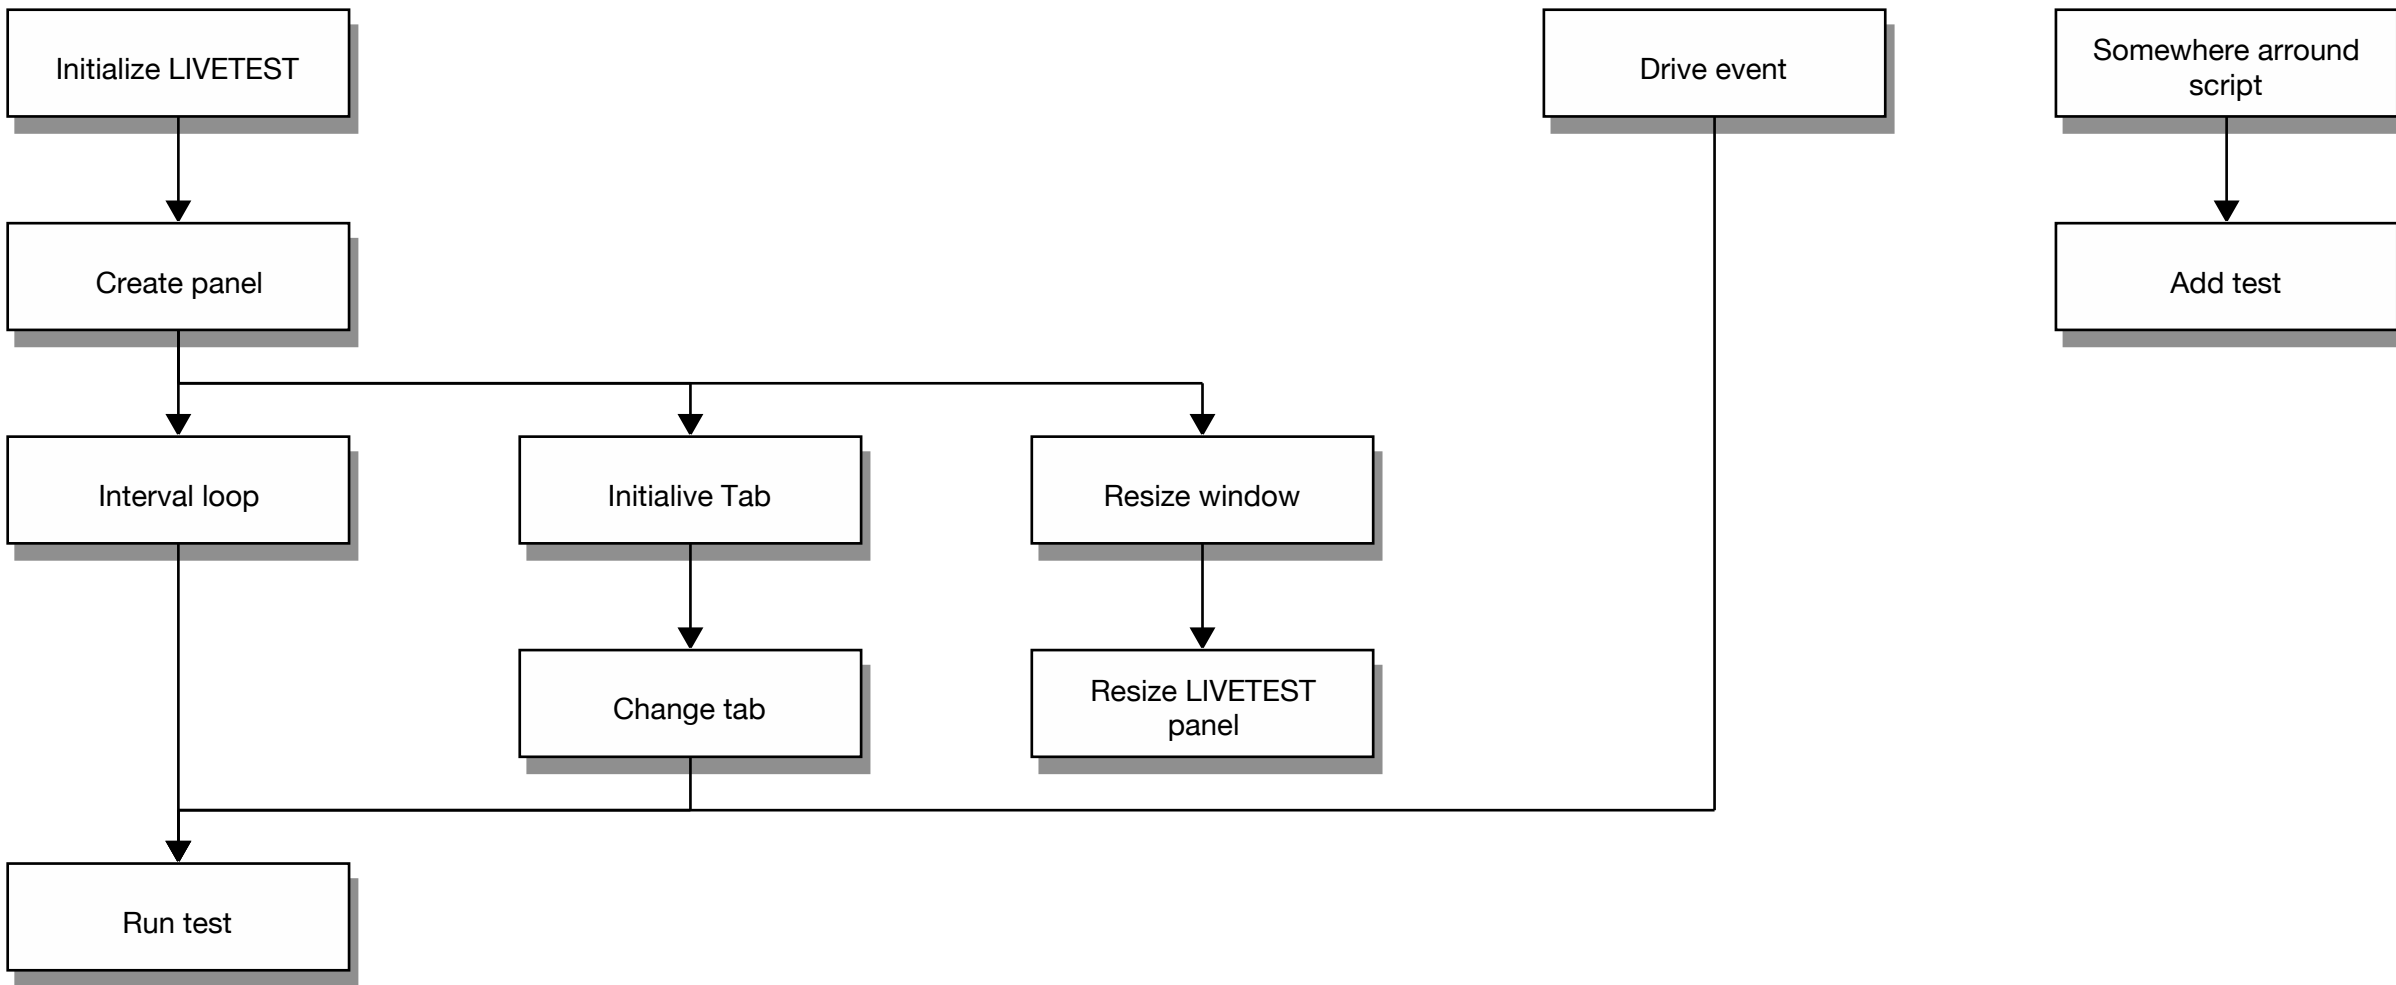 Initialize LIVETEST
Drive event
Somewhere arround
script
Create panel
Add test
Interval loop
Initialive Tab
Resize window
Change tab
Resize LIVETEST
panel
Run test